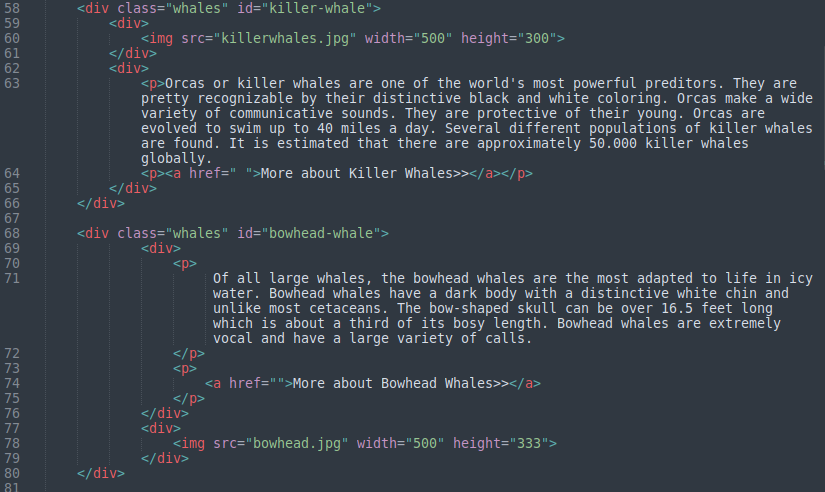 58 <div class="whales" id="killer-whale">
59 <div>
60 <img src="killerwhales.jpg" width="500" height="300">
61 </div>
62 <div>
63 <p>Orcas or killer whales are one of the world's most powerful preditors. They are
pretty recognizable by their distinctive black and white coloring. Orcas make a wide
variety of communicative sounds. They are protective of their young. Orcas are
evolved to swim up to 40 miles a day. Several different populations of killer whales
are found. It is estimated that there are approximately 50.000 killer whales
globally.
64 <p><a href=" ">More about Killer Whales>></a></p>
65 </div>
66 </div>
67
68 <div class="whales" id="bowhead-whale">
69 <div>
70 <p>
71 Of all large whales, the bowhead whales are the most adapted to life in icy
water. Bowhead whales have a dark body with a distinctive white chin and
unlike most cetaceans. The bow-shaped skull can be over 16.5 feet long
which is about a third of its bosy length. Bowhead whales are extremely
vocal and have a large variety of calls.
72 </p>
73 <p>
74 <a href="">More about Bowhead Whales>></a>
75 </p>
76 </div>
77 <div>
78 <img src="bowhead.jpg" width="500" height="333">
79 </div>
80 </div>
81